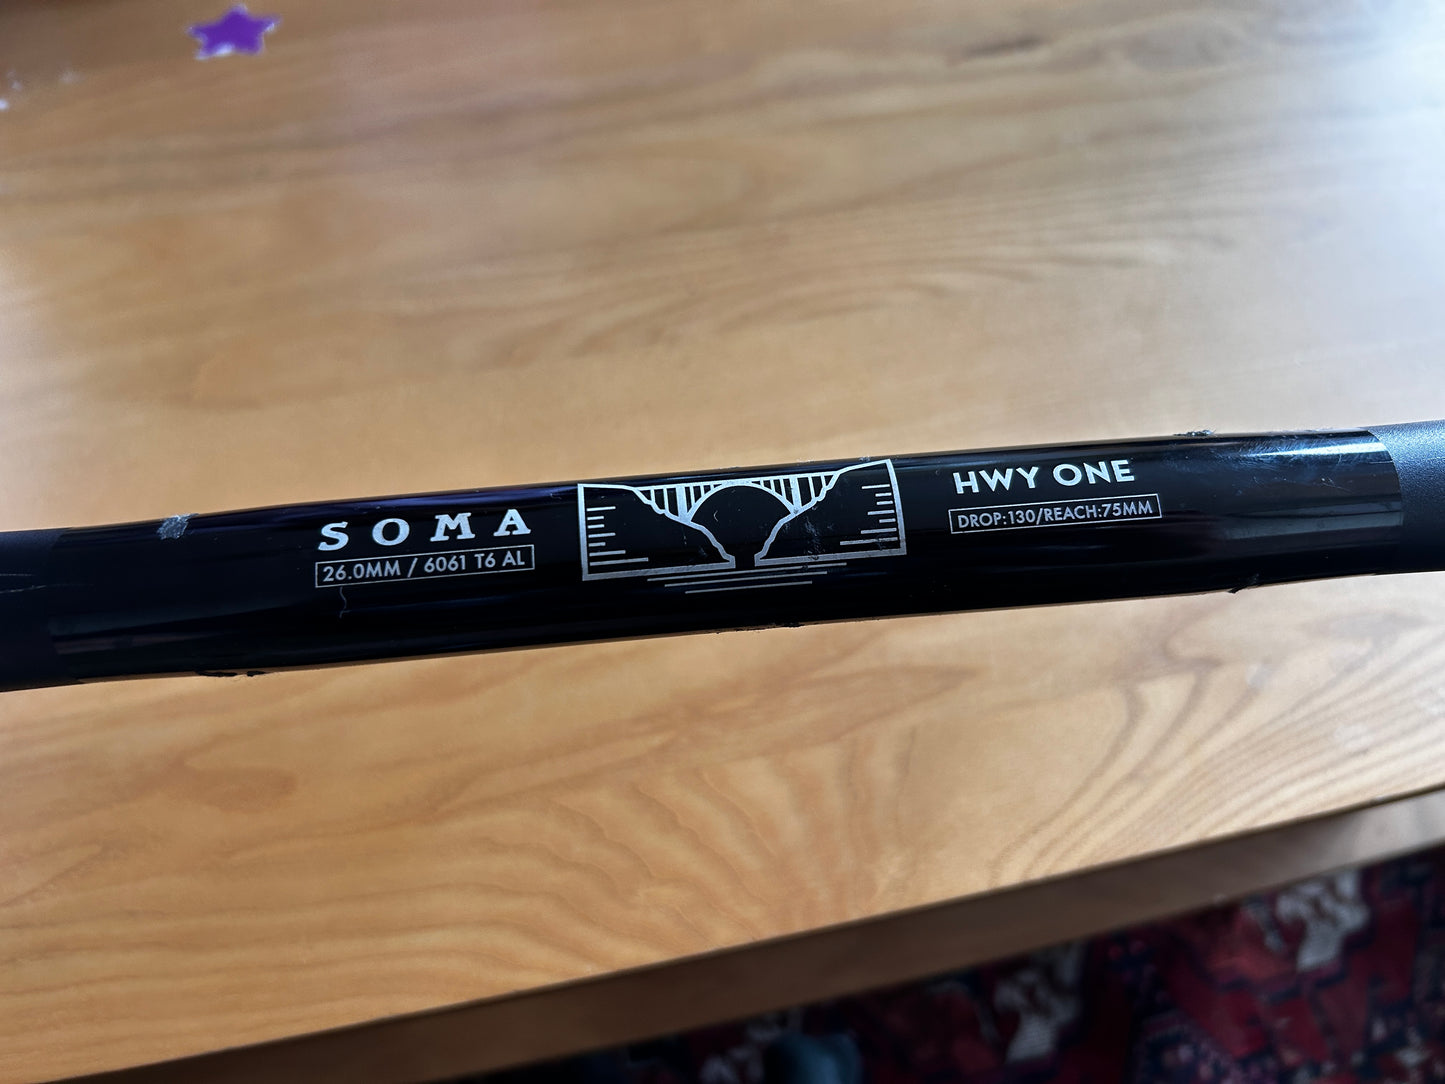 SOMA
26.0MM / 6061 T6 AL
HWY ONE
DROP:130/REACH:75MM